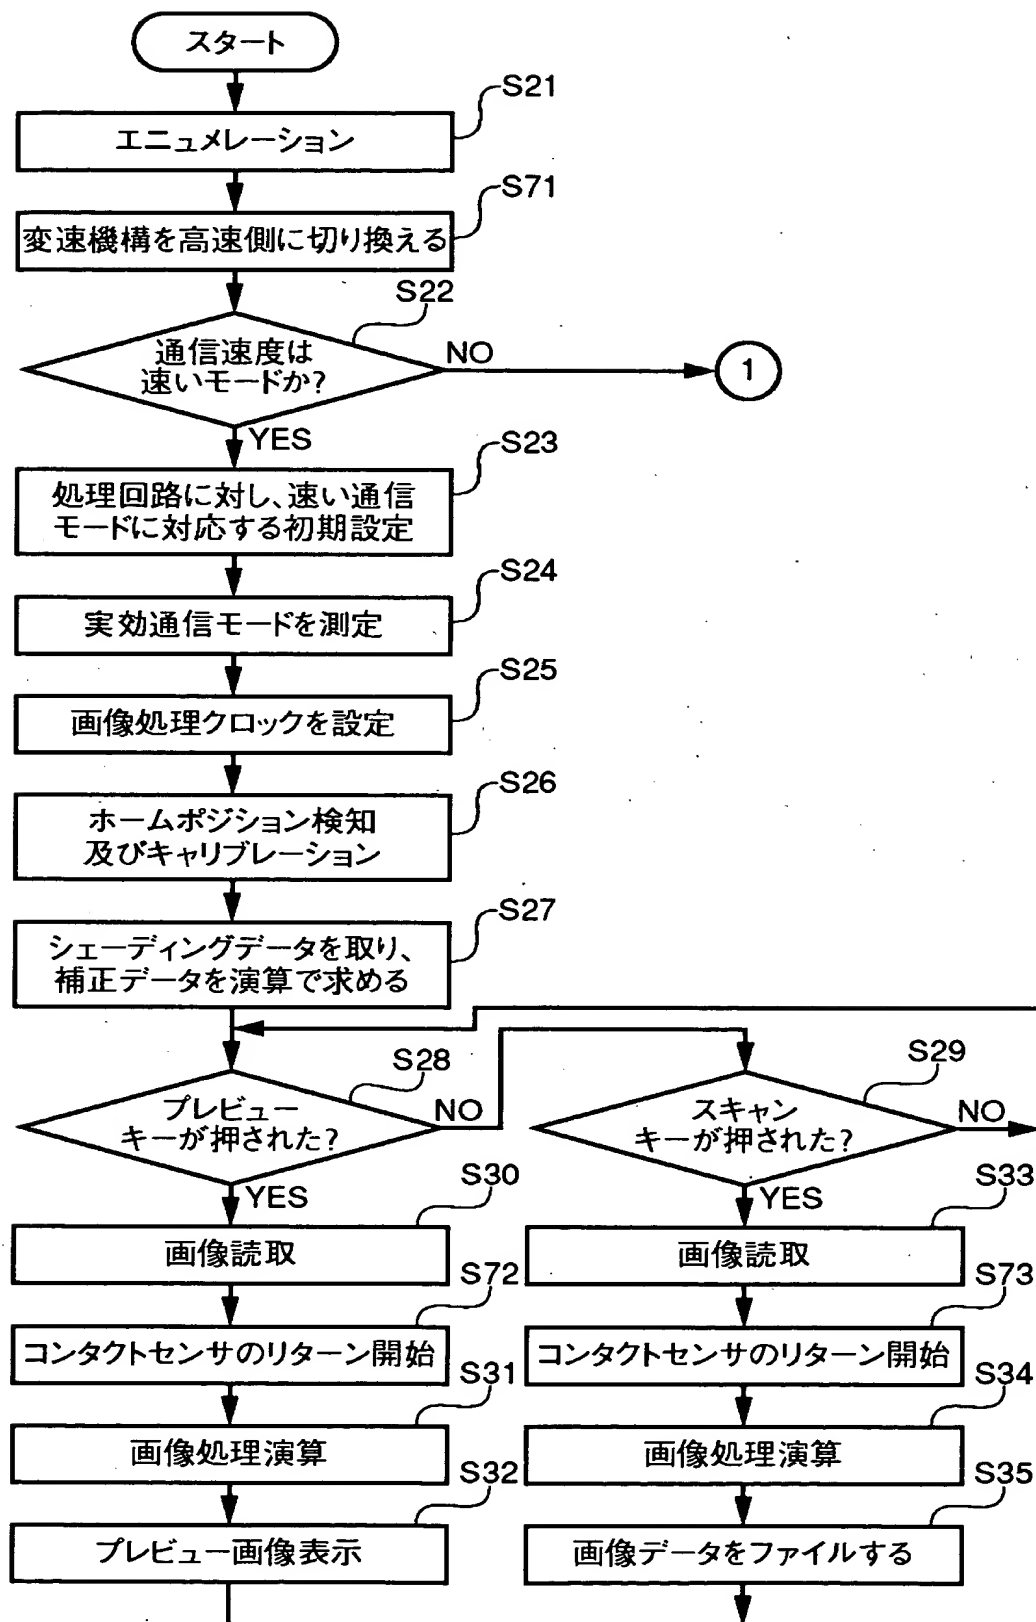 スタート
S21
エニュメレーション
S71
変速機構を高速側に切り換える
S22
通信速度は
速いモードか?
NO
1
YES
S23
処理回路に対し、速い通信
モードに対応する初期設定
S24
実効通信モードを測定
S25
画像処理クロックを設定
S26
ホームポジション検知
及びキャリブレーション
S27
シェーディングデータを取り、
補正データを演算で求める
S28
プレビュー
キーが押された?
NO
YES
S29
スキャン
キーが押された?
NO
YES
S30
画像読取
S72
コンタクトセンサのリターン開始
S31
画像処理演算
S32
プレビュー画像表示
S33
画像読取
S73
コンタクトセンサのリターン開始
S34
画像処理演算
S35
画像データをファイルする